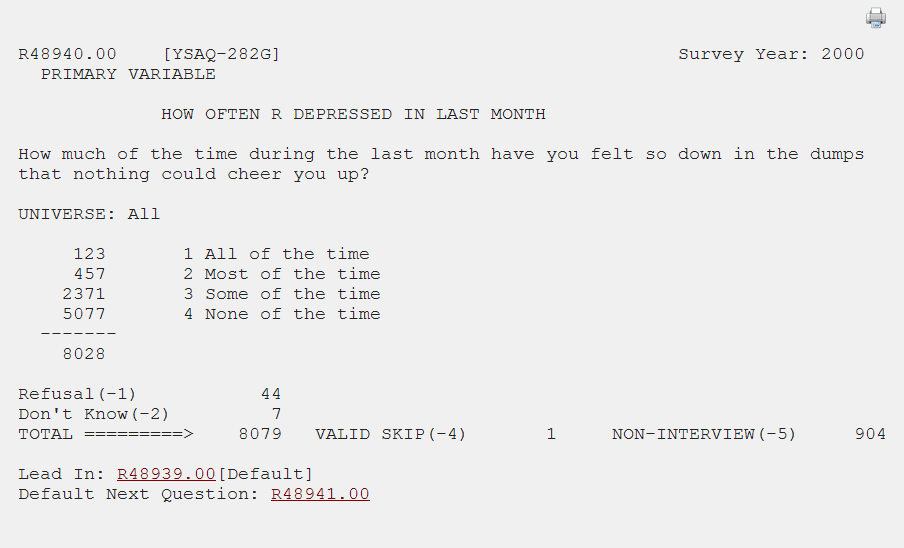 R48940.00    [YSAQ-282G]                                    Survey Year: 2000
  PRIMARY VARIABLE
             HOW OFTEN R DEPRESSED IN LAST MONTH
How much of the time during the last month have you felt so down in the dumps
that nothing could cheer you up?
UNIVERSE: All
     123       1 All of the time
     457       2 Most of the time
    2371       3 Some of the time
    5077       4 None of the time
  -------
    8028
Refusal(-1)           44
Don't Know(-2)         7
TOTAL =========>    8079   VALID SKIP(-4)       1     NON-INTERVIEW(-5)     904
Lead In: R48939.00[Default]
Default Next Question: R48941.00